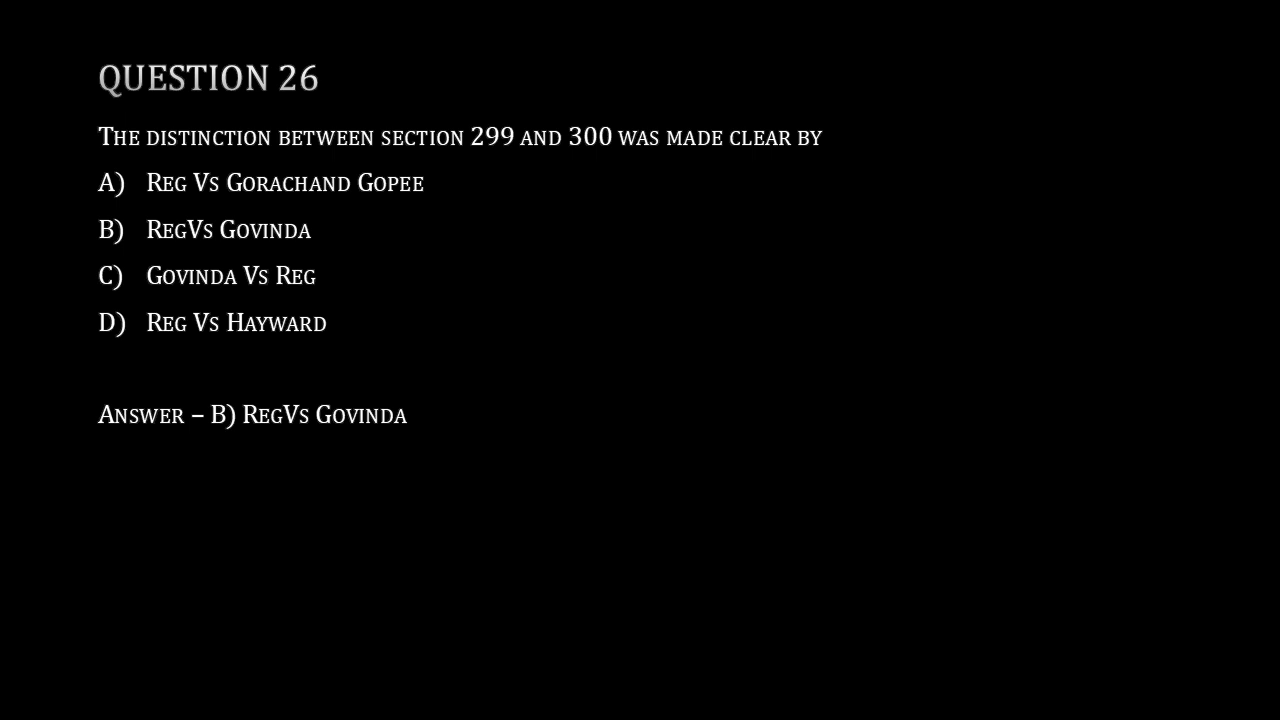 QUESTION 26
THE DISTINCTION BETWEEN SECTION 299 AND 300 WAS MADE CLEAR BY
A) REG VS GORACHAND GOPEE
B) REGVS GOVINDA
C) GOVINDA VS REG
D) REG VS HAYWARD
ANSWER – B) REGVS GOVINDA